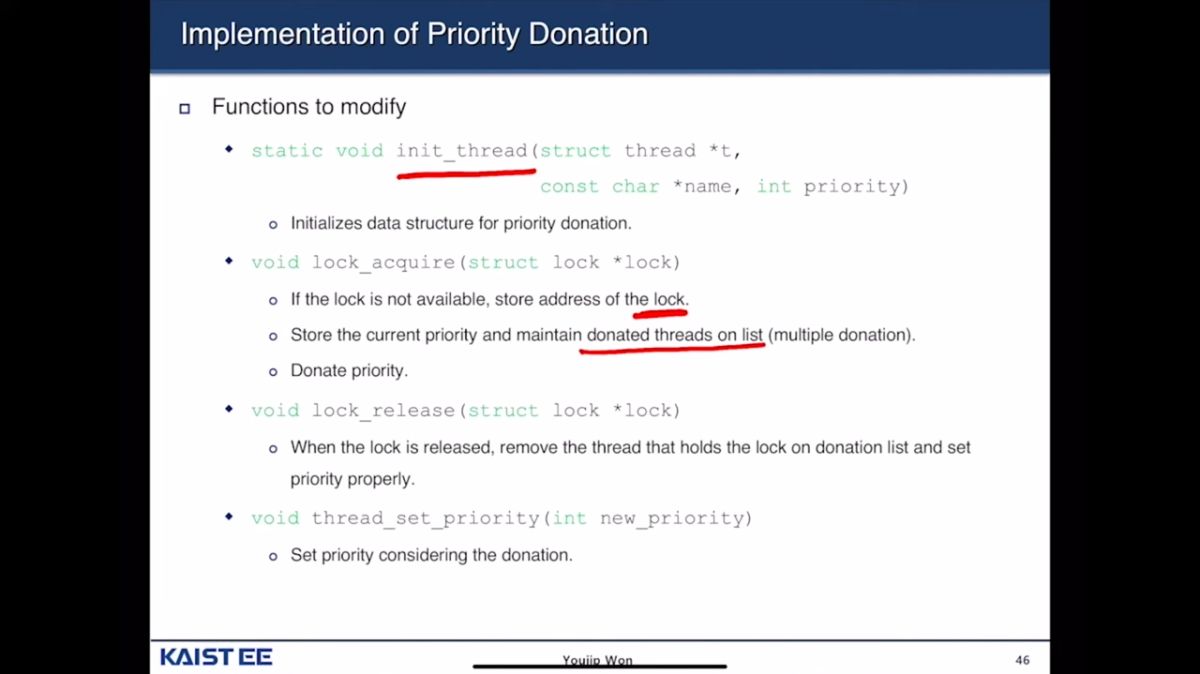 Implementation of Priority Donation
Functions to modify
static void init_thread(struct thread *t,
const char *name, int priority)
Initializes data structure for priority donation.
void lock_acquire(struct lock *lock)
If the lock is not available, store address of the lock.
Store the current priority and maintain donated threads on list (multiple donation).
Donate priority.
void lock_release(struct lock *lock)
When the lock is released, remove the thread that holds the lock on donation list and set
priority properly.
void thread_set_priority(int new_priority)
Set priority considering the donation.
KAIST EE
Youjip Won
46